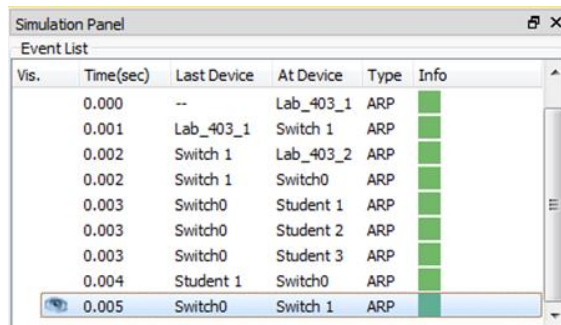 Simulation Panel
Event List
Vis. Time(sec) Last Device At Device Type Info
0.000 -- Lab_403_1 ARP
0.001 Lab_403_1 Switch 1 ARP
0.002 Switch 1 Lab_403_2 ARP
0.002 Switch 1 Switch0 ARP
0.003 Switch0 Student 1 ARP
0.003 Switch0 Student 2 ARP
0.003 Switch0 Student 3 ARP
0.004 Student 1 Switch0 ARP
0.005 Switch0 Switch 1 ARP